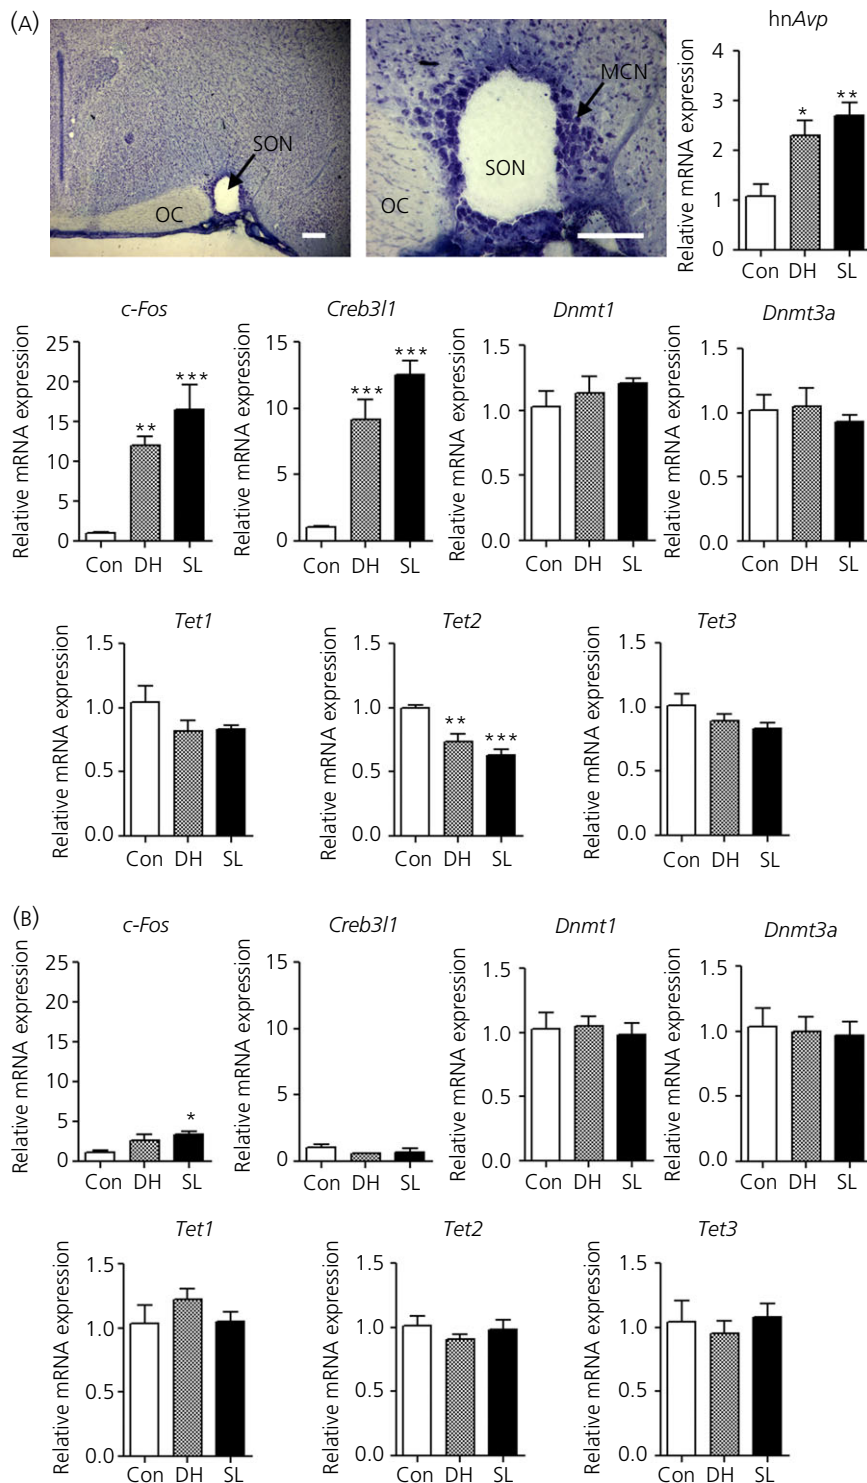 (A)
SON
OC
MCN
SON
OC
hnAvp
Relative mRNA expression
4
3
2
1
0
* **
Con DH SL
c-Fos
Relative mRNA expression
25
20
15
10
5
0
** ***
Con DH SL
Creb3l1
Relative mRNA expression
15
10
5
0
*** ***
Con DH SL
Dnmt1
Relative mRNA expression
1.5
1.0
0.5
0.0
Con DH SL
Dnmt3a
Relative mRNA expression
1.5
1.0
0.5
0.0
Con DH SL
Tet1
Relative mRNA expression
1.5
1.0
0.5
0.0
Con DH SL
Tet2
Relative mRNA expression
1.5
1.0
0.5
0.0
** ***
Con DH SL
Tet3
Relative mRNA expression
1.5
1.0
0.5
0.0
Con DH SL
(B)
c-Fos
Relative mRNA expression
25
20
15
10
5
0
*
Con DH SL
Creb3l1
Relative mRNA expression
15
10
5
0
Con DH SL
Dnmt1
Relative mRNA expression
1.5
1.0
0.5
0.0
Con DH SL
Dnmt3a
Relative mRNA expression
1.5
1.0
0.5
0.0
Con DH SL
Tet1
Relative mRNA expression
1.5
1.0
0.5
0.0
Con DH SL
Tet2
Relative mRNA expression
1.5
1.0
0.5
0.0
Con DH SL
Tet3
Relative mRNA expression
1.5
1.0
0.5
0.0
Con DH SL